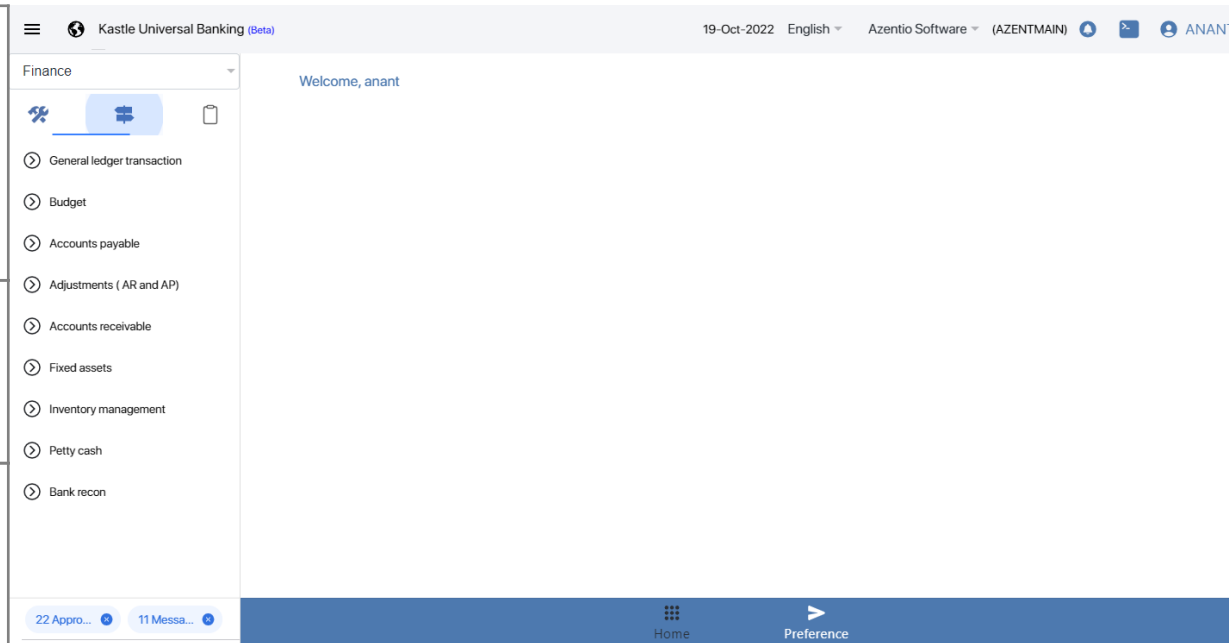 Kastle Universal Banking (Beta)
19-Oct-2022 English Azentio Software (AZENTMAIN) ANANT
Finance
Welcome, anant
General ledger transaction
Budget
Accounts payable
Adjustments ( AR and AP)
Accounts receivable
Fixed assets
Inventory management
Petty cash
Bank recon
22 Appro... 11 Messa...
Home Preference